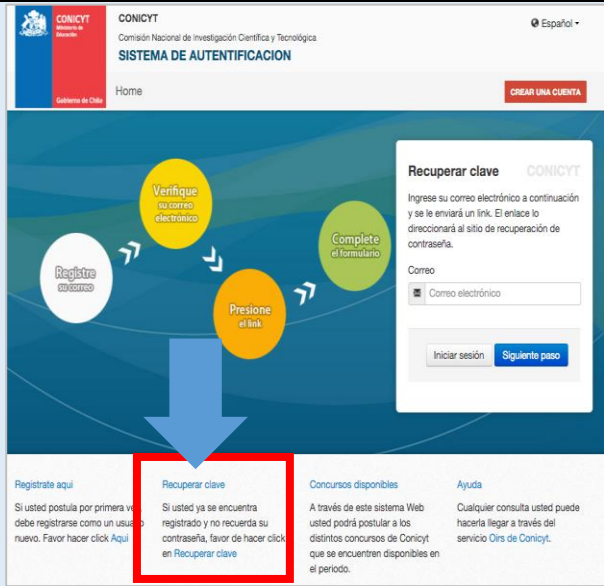 CONICYT
Ministerio de
Educación
Gobierno de Chile
CONICYT
Comisión Nacional de Investigación Científica y Tecnológica
SISTEMA DE AUTENTIFICACION
Español
Home
CREAR UNA CUENTA
Registre
su correo
Verifique
su correo
electrónico
Presione
el link
Complete
el formulario
Recuperar clave
CONICYT
Ingrese su correo electrónico a continuación
y se le enviará un link. El enlace lo
direccionará al sitio de recuperación de
contraseña.
Correo
Correo electrónico
Iniciar sesión
Siguiente paso
Registrate aqui
Si usted postula por primera
debe registrarse como un
nuevo. Favor hacer click Aqui
Recuperar clave
Si usted ya se encuentra
registrado y no recuerda su
contraseña, favor de hacer click
en Recuperar clave
Concursos disponibles
A través de este sistema Web
usted podrá postular a los
distintos concursos de Conicyt
que se encuentren disponibles en
el periodo.
Ayuda
Cualquier consulta usted puede
hacerla llegar a través del
servicio Oirs de Conicyt.